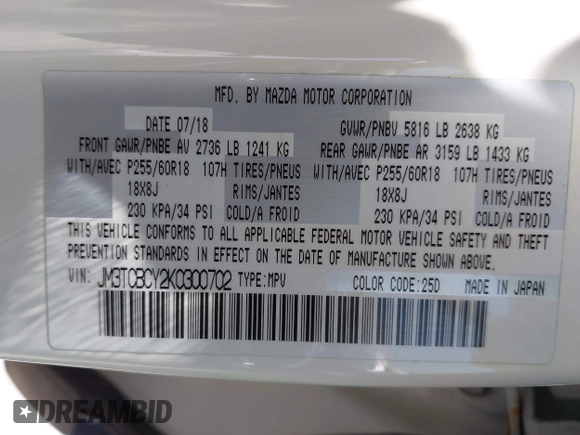 MFD. BY MAZDA MOTOR CORPORATION
DATE 07/18 GVWR/PNBV 5816 LB 2638 KG
FRONT GAWR/PNBE AV 2736 LB 1241 KG REAR GAWR/PNBE AR 3159 LB 1433 KG
WITH/AVEC P255/60R18 107H TIRES/PNEUS WITH/AVEC P255/60R18 107H TIRES/PNEUS
18X8J RIMS/JANTES 18X8J RIMS/JANTES
230 KPA/34 PSI COLD/A FROID 230 KPA/34 PSI COLD/A FROID
THIS VEHICLE CONFORMS TO ALL APPLICABLE FEDERAL MOTOR VEHICLE SAFETY AND THEFT
PREVENTION STANDARDS IN EFFECT ON THE DATE OF MANUFACTURE SHOWN ABOVE.
VIN: JM3TCBCY2K0300702 TYPE:MPV COLOR CODE:25D MADE IN JAPAN
DREAMBID